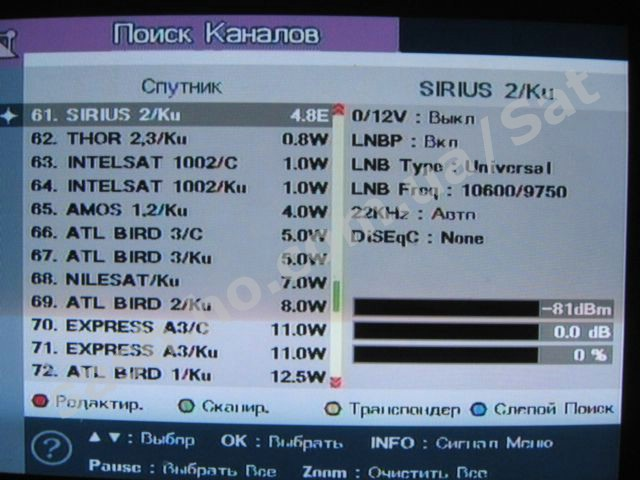 Поиск Каналов
Спутник
61. SIRIUS 2/Ku 4.8E
62. THOR 2,3/Ku 0.8W
63. INTELSAT 1002/C 1.0W
64. INTELSAT 1002/Ku 1.0W
65. AMOS 1,2/Ku 4.0W
66. ATL BIRD 3/C 5.0W
67. ATL BIRD 3/Ku 5.0W
68. NILESAT/Ku 7.0W
69. ATL BIRD 2/Ku 8.0W
70. EXPRESS A3/C 11.0W
71. EXPRESS A3/Ku 11.0W
72. ATL BIRD 1/Ku 12.5W
SIRIUS 2/Ku
0/12V : Выкл
LNBP : Вкл
LNB Type : Universal
LNB Freq : 10600/9750
22KHz : Авто
DiSEqC : None
-81dBm
0.0 dB
0 %
Редактир. Сканир. Транспондер Слепой Поиск
? ▲▼ : Выбор OK : Выбрать INFO : Сигнал Меню
Pause : Выбрать Все Zoom : Очистить Все